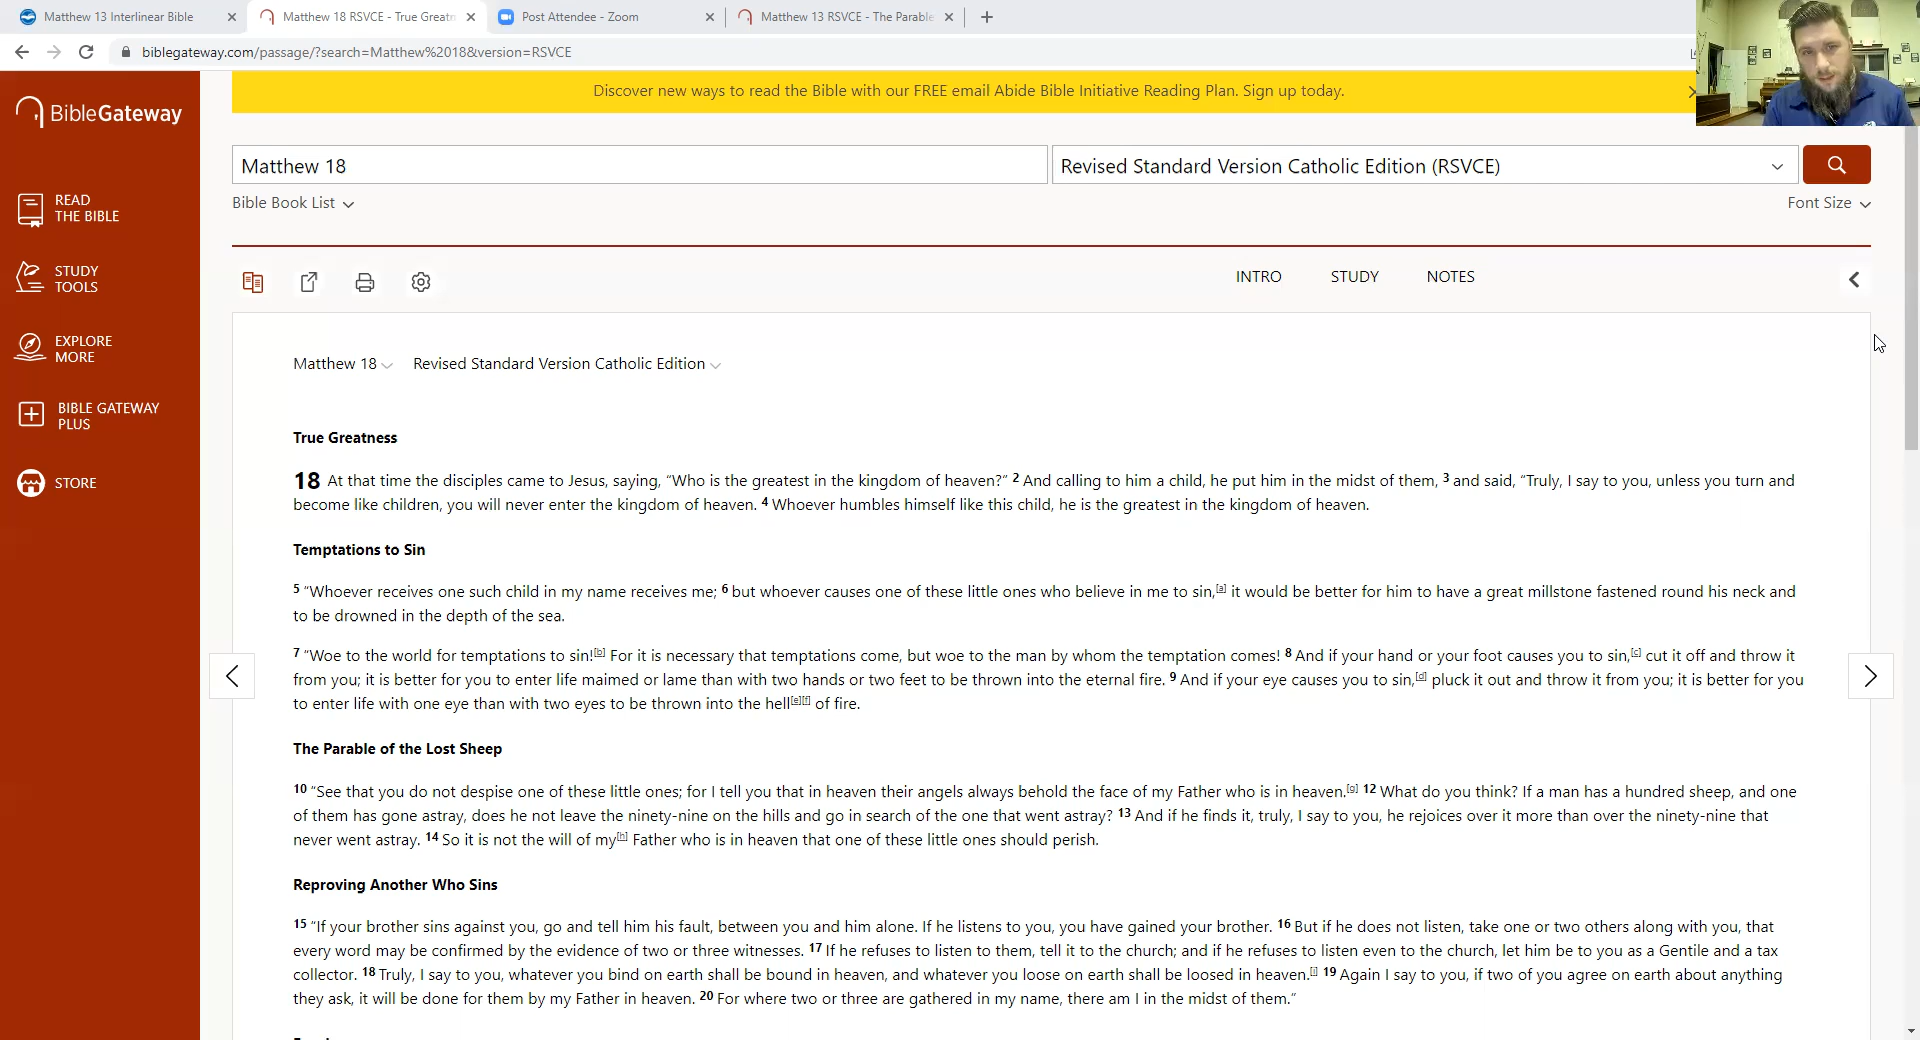 Matthew 13 Interlinear Bible
Matthew 18 RSVCE - True Greatn
Post Attendee - Zoom
Matthew 13 RSVCE - The Parable
biblegateway.com/passage/?search=Matthew%2018&version=RSVCE
Discover new ways to read the Bible with our FREE email Abide Bible Initiative Reading Plan. Sign up today.
BibleGateway
READ
THE BIBLE
STUDY
TOOLS
EXPLORE
MORE
BIBLE GATEWAY
PLUS
STORE
Matthew 18
Revised Standard Version Catholic Edition (RSVCE)
Bible Book List
Font Size
INTRO STUDY NOTES
Matthew 18 Revised Standard Version Catholic Edition
True Greatness
18 At that time the disciples came to Jesus, saying, “Who is the greatest in the kingdom of heaven?” 2 And calling to him a child, he put him in the midst of them, 3 and said, “Truly, I say to you, unless you turn and
become like children, you will never enter the kingdom of heaven. 4 Whoever humbles himself like this child, he is the greatest in the kingdom of heaven.
Temptations to Sin
5 “Whoever receives one such child in my name receives me; 6 but whoever causes one of these little ones who believe in me to sin,[a] it would be better for him to have a great millstone fastened round his neck and
to be drowned in the depth of the sea.
7 “Woe to the world for temptations to sin![b] For it is necessary that temptations come, but woe to the man by whom the temptation comes! 8 And if your hand or your foot causes you to sin,[c] cut it off and throw it
from you; it is better for you to enter life maimed or lame than with two hands or two feet to be thrown into the eternal fire. 9 And if your eye causes you to sin,[d] pluck it out and throw it from you; it is better for you
to enter life with one eye than with two eyes to be thrown into the hell[e][f] of fire.
The Parable of the Lost Sheep
10 “See that you do not despise one of these little ones; for I tell you that in heaven their angels always behold the face of my Father who is in heaven.[g] 12 What do you think? If a man has a hundred sheep, and one
of them has gone astray, does he not leave the ninety-nine on the hills and go in search of the one that went astray? 13 And if he finds it, truly, I say to you, he rejoices over it more than over the ninety-nine that
never went astray. 14 So it is not the will of my[h] Father who is in heaven that one of these little ones should perish.
Reproving Another Who Sins
15 “If your brother sins against you, go and tell him his fault, between you and him alone. If he listens to you, you have gained your brother. 16 But if he does not listen, take one or two others along with you, that
every word may be confirmed by the evidence of two or three witnesses. 17 If he refuses to listen to them, tell it to the church; and if he refuses to listen even to the church, let him be to you as a Gentile and a tax
collector. 18 Truly, I say to you, whatever you bind on earth shall be bound in heaven, and whatever you loose on earth shall be loosed in heaven.[i] 19 Again I say to you, if two of you agree on earth about anything
they ask, it will be done for them by my Father in heaven. 20 For where two or three are gathered in my name, there am I in the midst of them.”